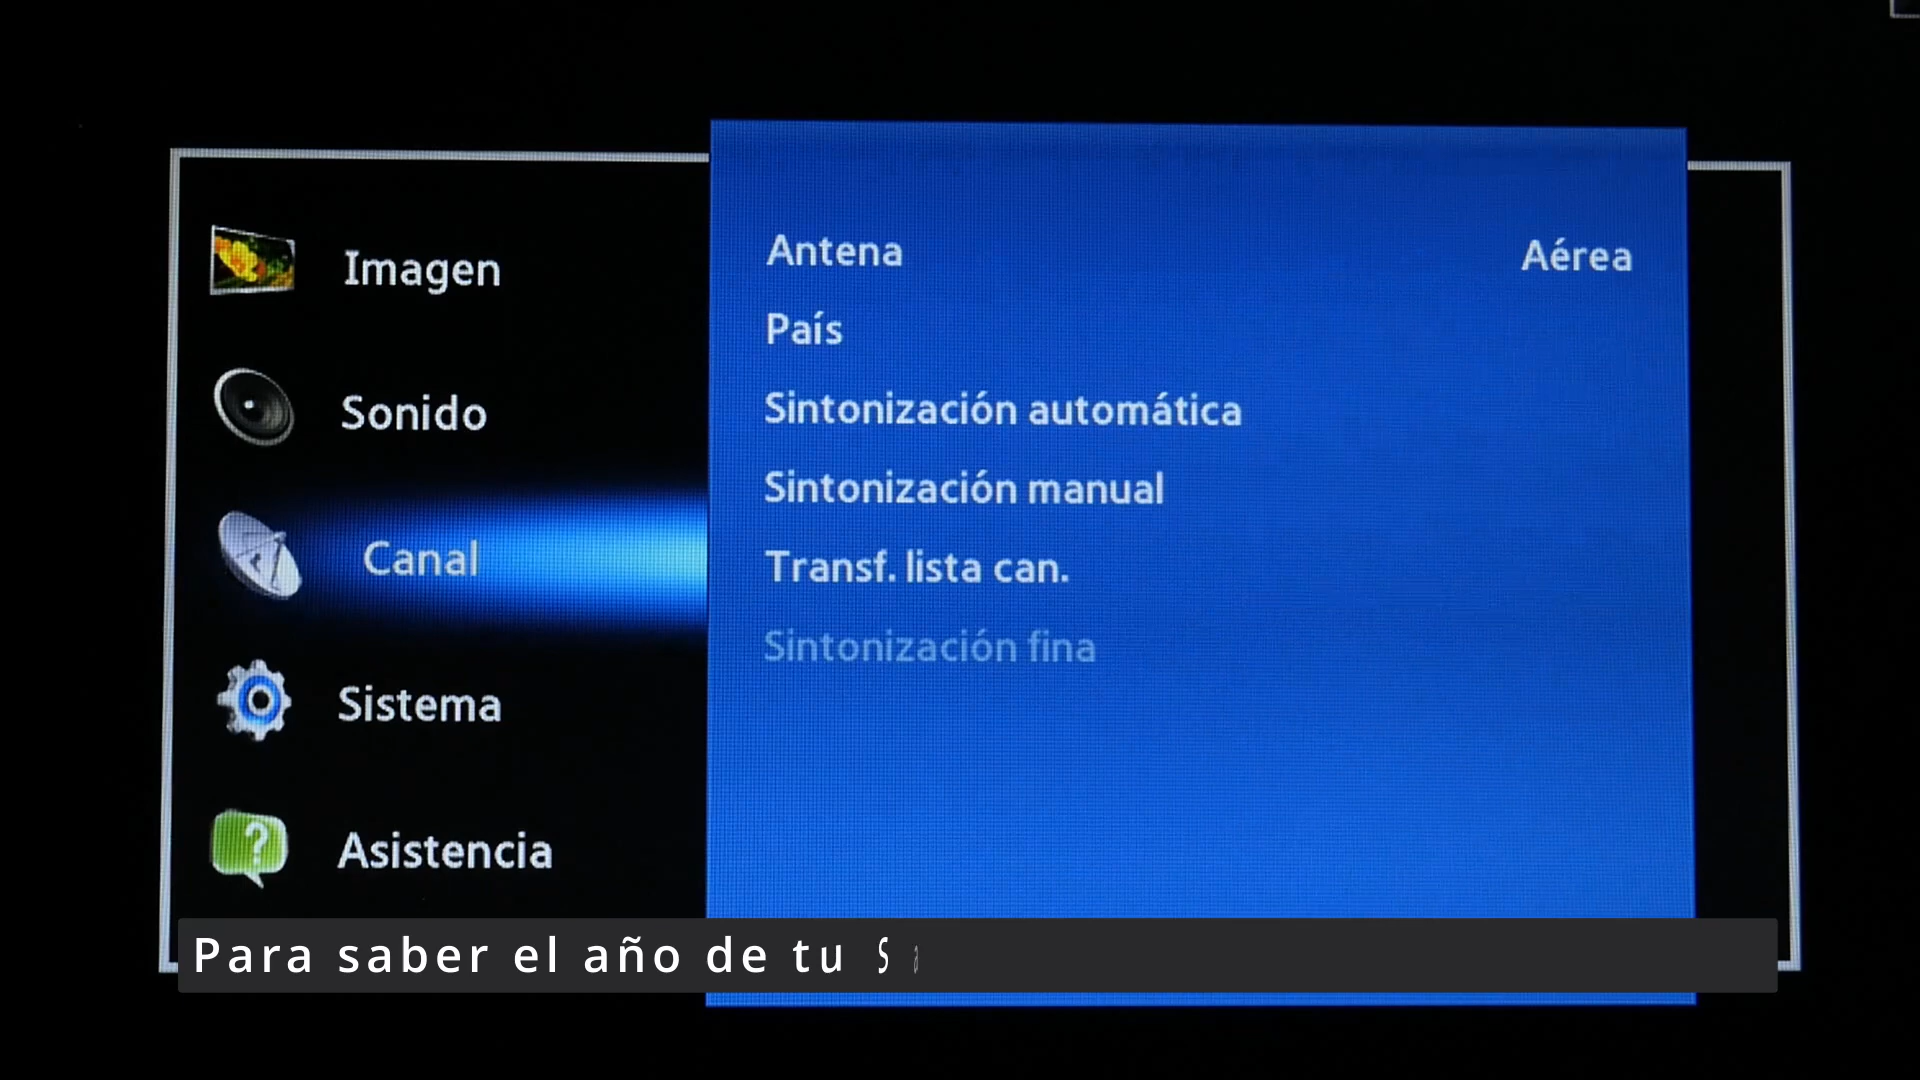 Imagen
Sonido
Canal
Sistema
Asistencia
Antena Aérea
País
Sintonización automática
Sintonización manual
Transf. lista can.
Sintonización fina
Para saber el año de tu Sa